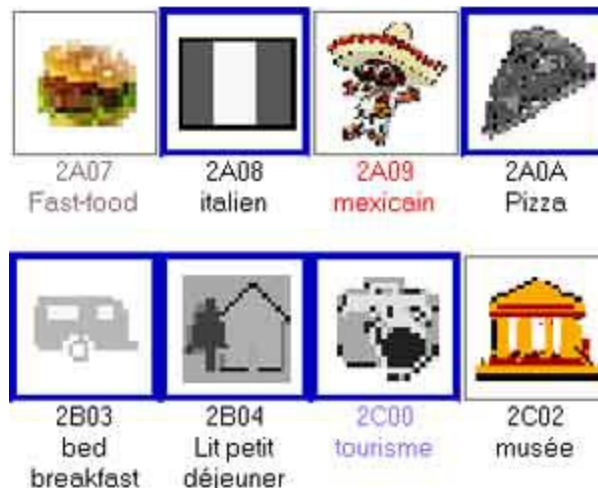 2A07
Fast-food
2A08
italien
2A09
mexicain
2A0A
Pizza
2B03
bed
breakfast
2B04
Lit petit
déjeuner
2C00
tourisme
2C02
musée